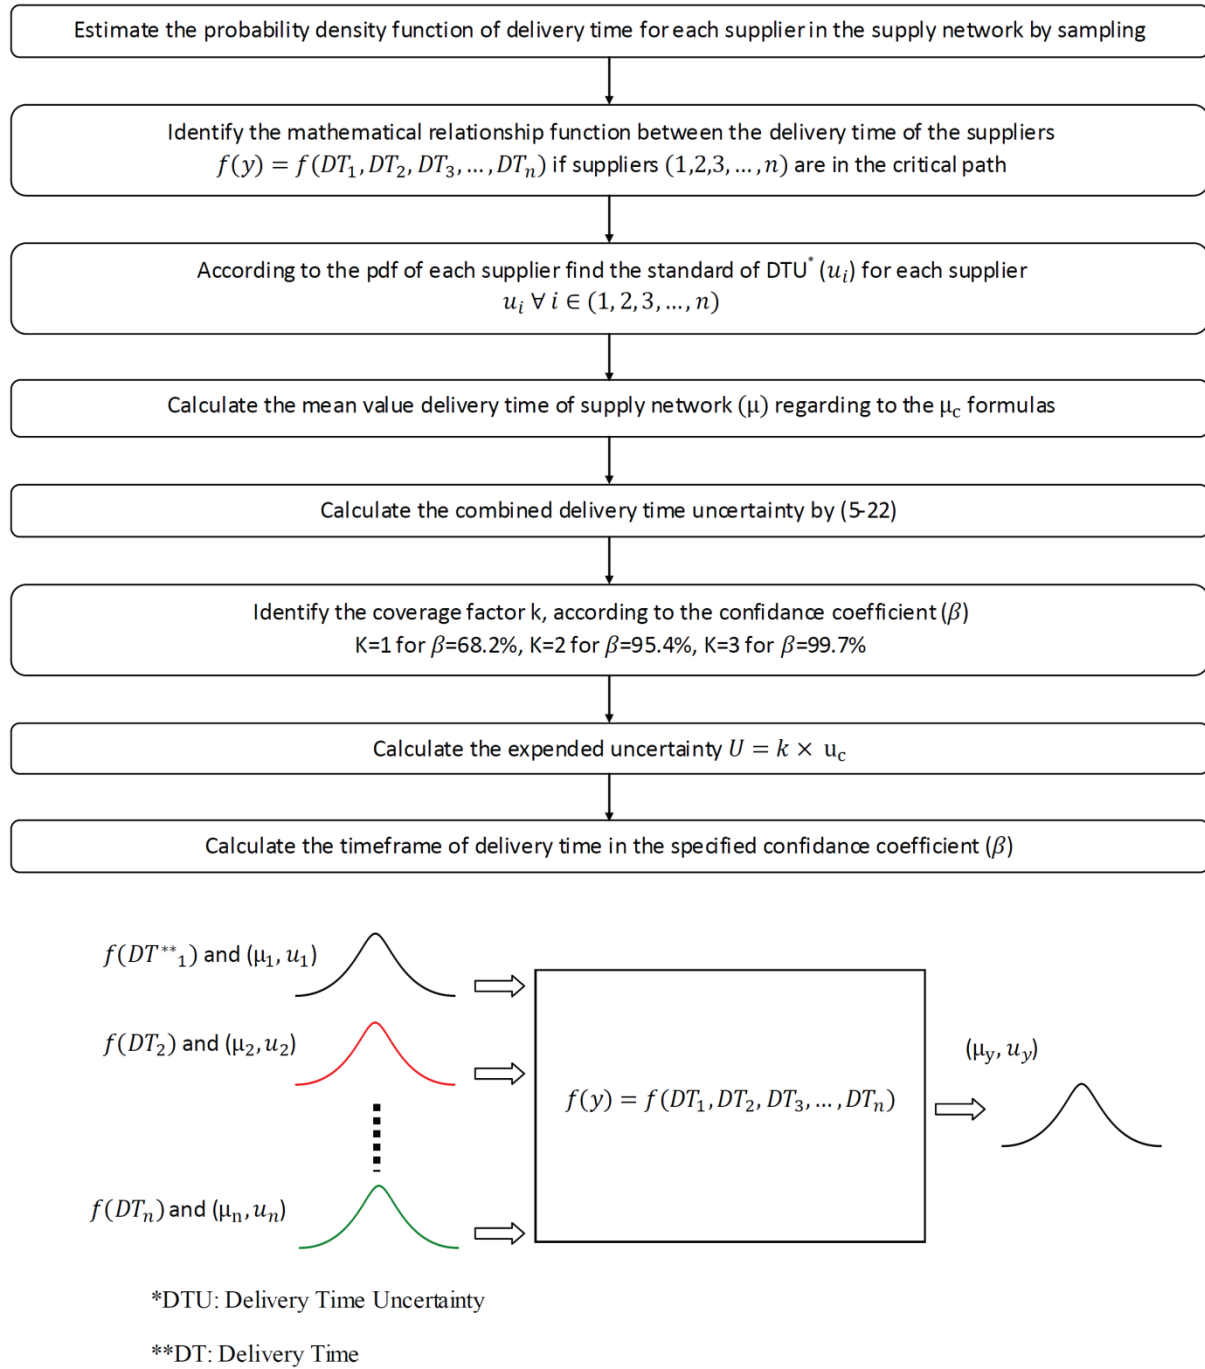 Estimate the probability density function of delivery time for each supplier in the supply network by sampling
Identify the mathematical relationship function between the delivery time of the suppliers
f(y) = f(DT₁, DT₂, DT₃, ..., DTₙ) if suppliers (1,2,3, ..., n) are in the critical path
According to the pdf of each supplier find the standard of DTU* (uᵢ) for each supplier
uᵢ ∀ i ∈ (1, 2, 3, ..., n)
Calculate the mean value delivery time of supply network (μ) regarding to the μ_c formulas
Calculate the combined delivery time uncertainty by (5-22)
Identify the coverage factor k, according to the confidance coefficient (β)
K=1 for β=68.2%, K=2 for β=95.4%, K=3 for β=99.7%
Calculate the expended uncertainty U = k × u_c
Calculate the timeframe of delivery time in the specified confidance coefficient (β)
f(DT**₁) and (μ₁, u₁)
f(DT₂) and (μ₂, u₂)
f(DTₙ) and (μₙ, uₙ)
f(y) = f(DT₁, DT₂, DT₃, ..., DTₙ)
(μ_y, u_y)
*DTU: Delivery Time Uncertainty
**DT: Delivery Time